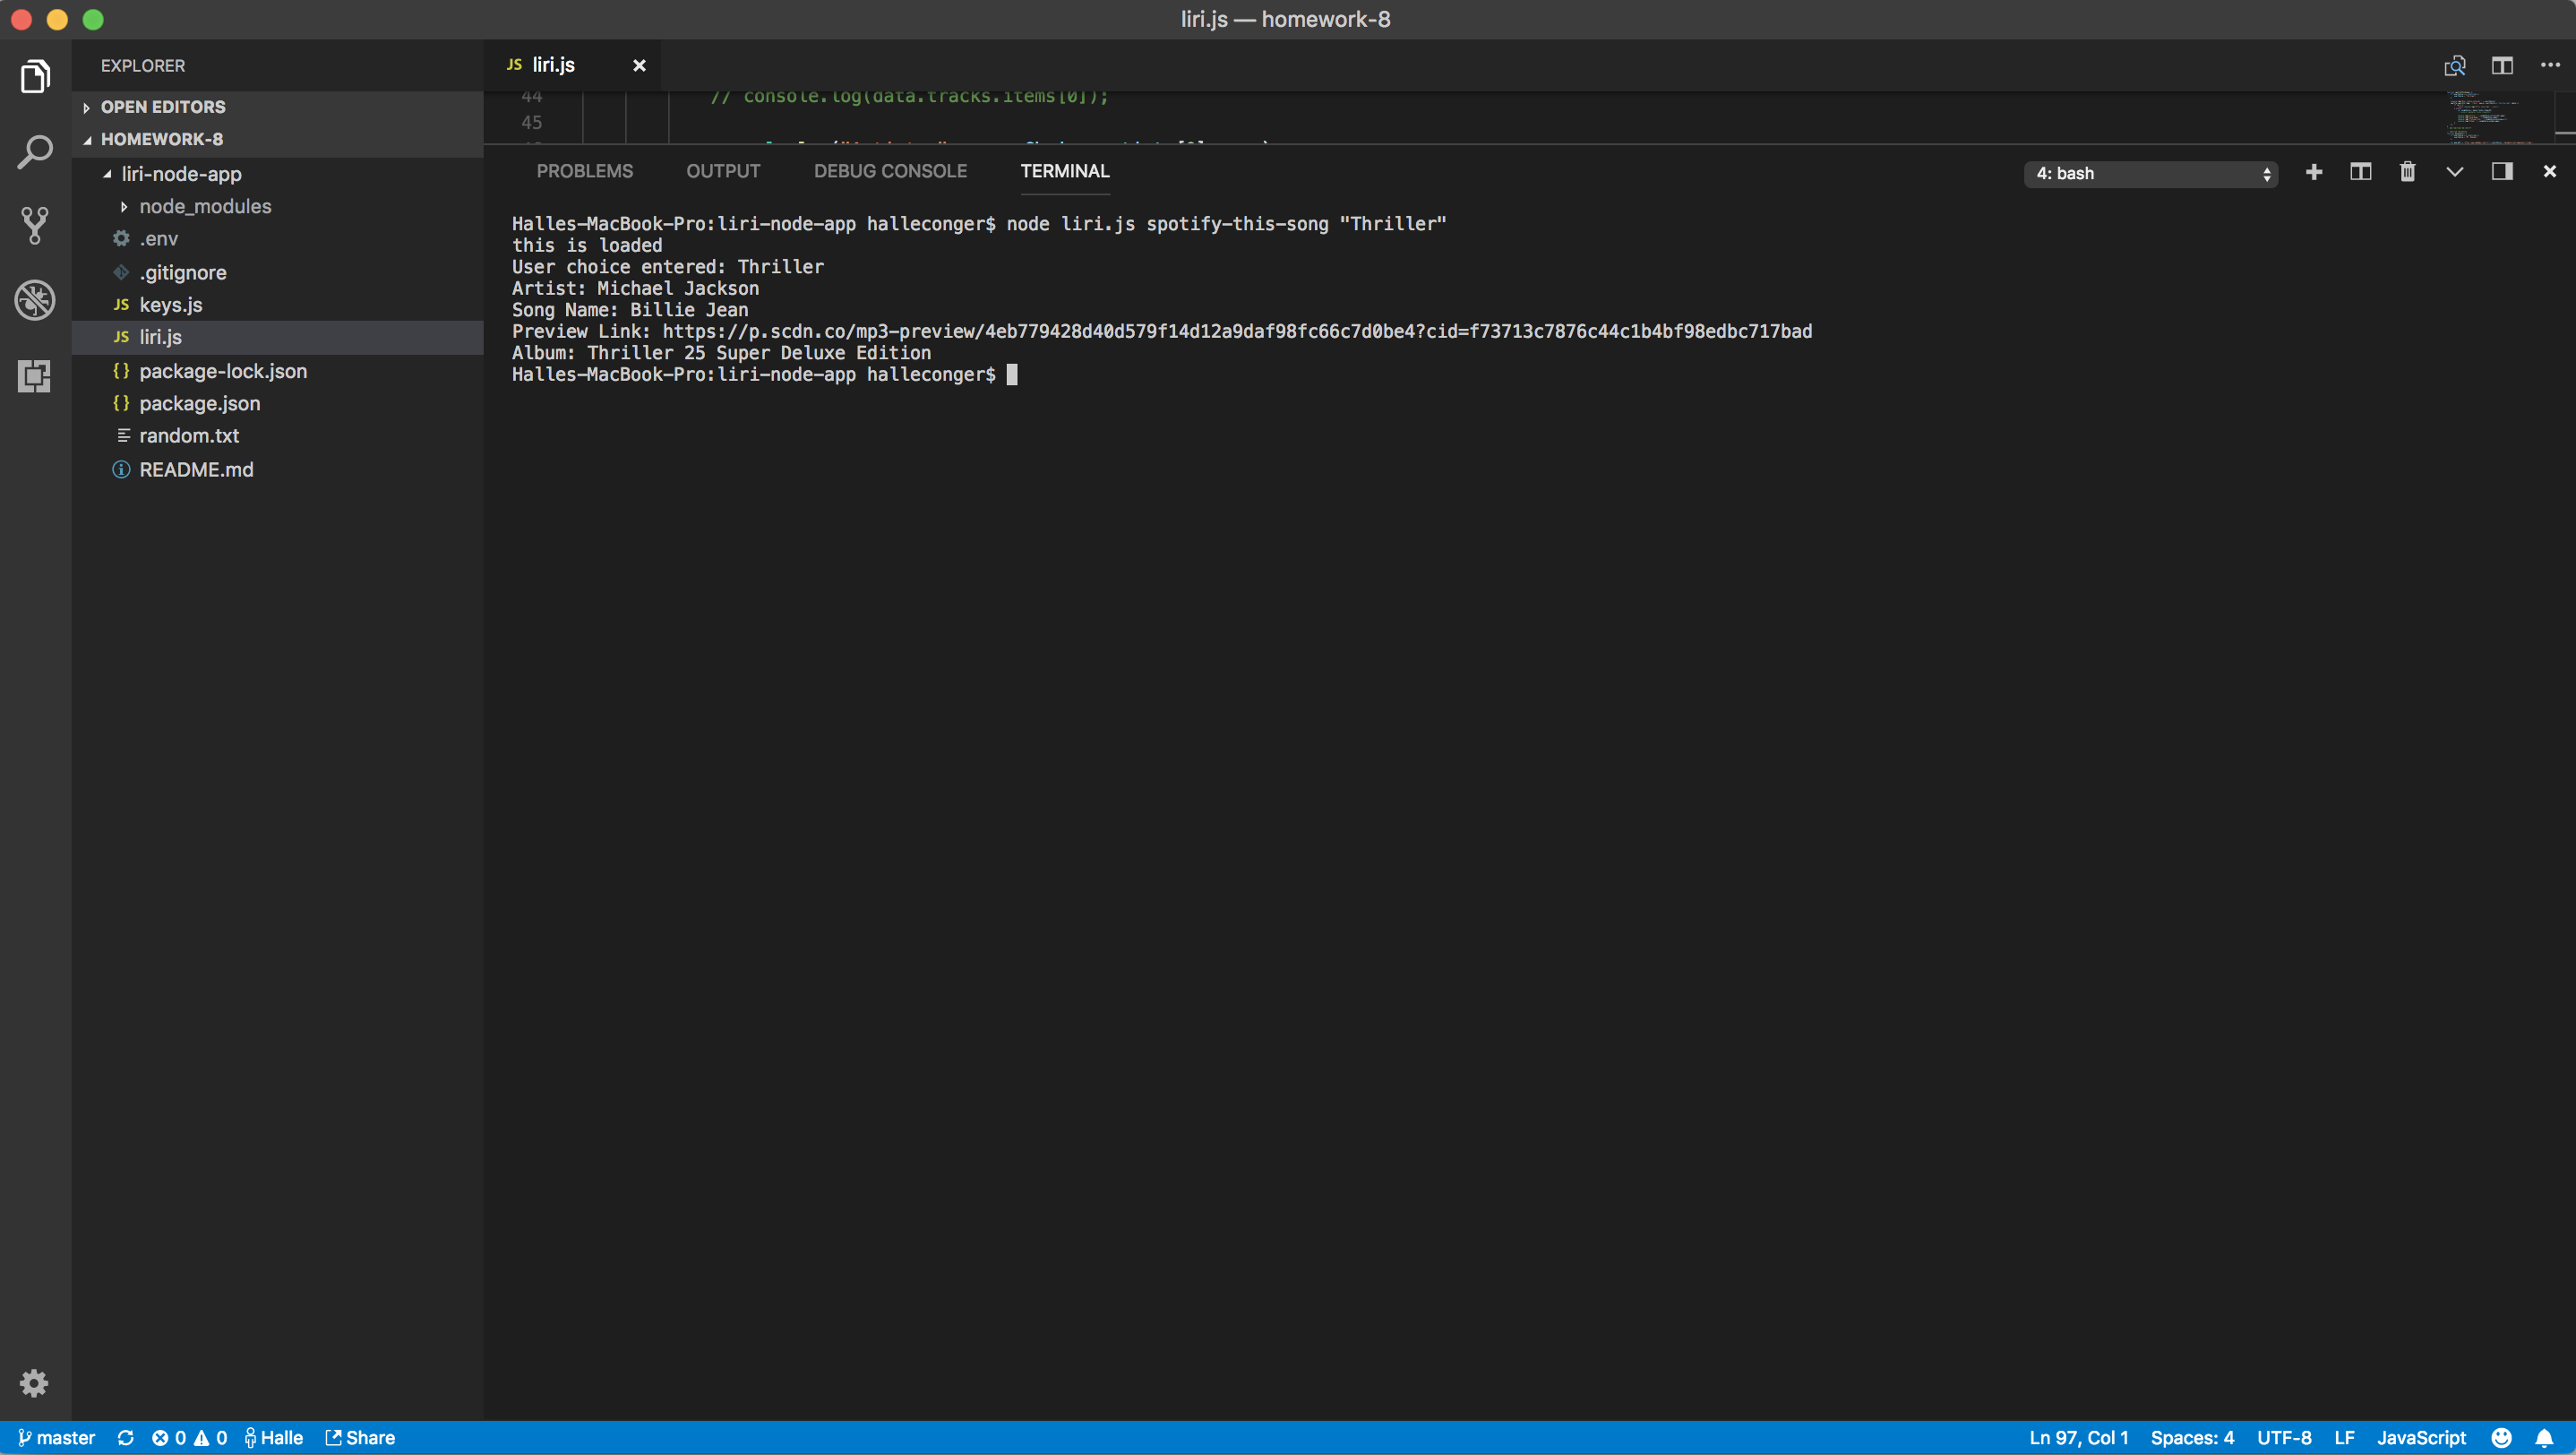 liri.js — homework-8
EXPLORER
OPEN EDITORS
HOMEWORK-8
liri-node-app
node_modules
.env
.gitignore
JS keys.js
JS liri.js
{} package-lock.json
{} package.json
random.txt
README.md
JS liri.js
44 // console.log(data.tracks.items[0]);
45
PROBLEMS OUTPUT DEBUG CONSOLE TERMINAL
4: bash
Halles-MacBook-Pro:liri-node-app halleconger$ node liri.js spotify-this-song "Thriller"
this is loaded
User choice entered: Thriller
Artist: Michael Jackson
Song Name: Billie Jean
Preview Link: https://p.scdn.co/mp3-preview/4eb779428d40d579f14d12a9daf98fc66c7d0be4?cid=f73713c7876c44c1b4bf98edbc717bad
Album: Thriller 25 Super Deluxe Edition
Halles-MacBook-Pro:liri-node-app halleconger$
master 0 0 Halle Share
Ln 97, Col 1 Spaces: 4 UTF-8 LF JavaScript